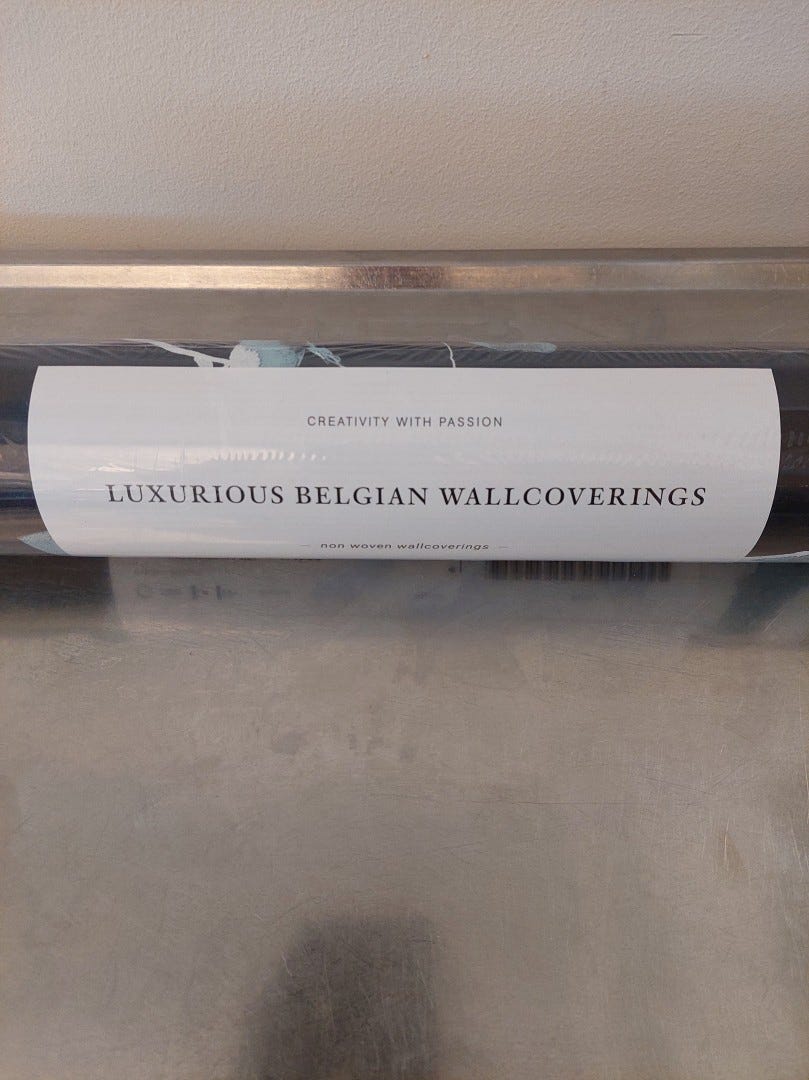 CREATIVITY WITH PASSION
LUXURIOUS BELGIAN WALLCOVERINGS
non woven wallcoverings